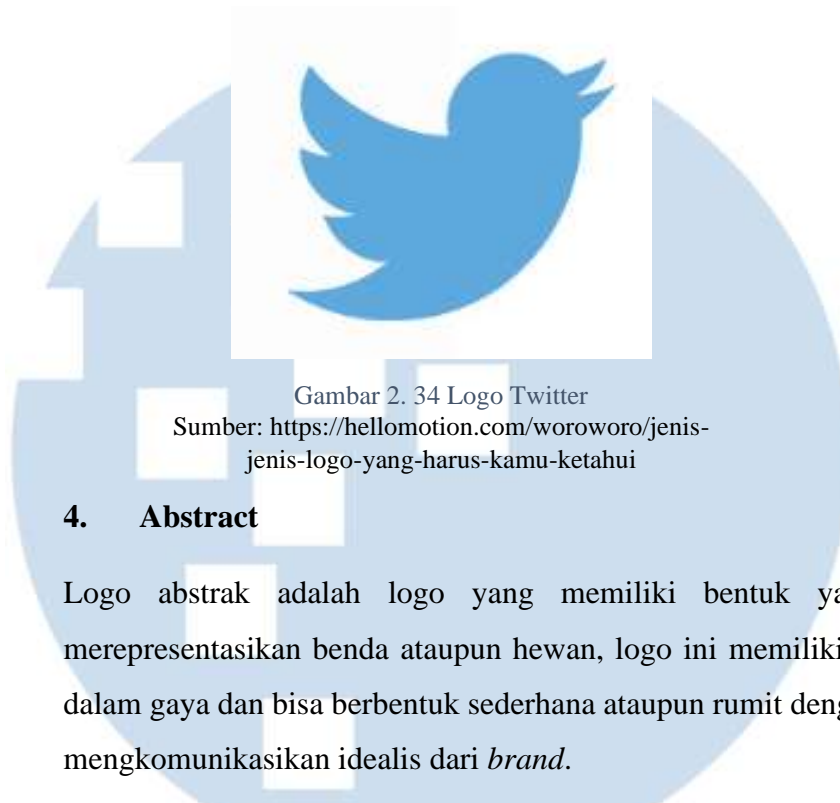 Gambar 2. 34 Logo Twitter
Sumber: https://hellomotion.com/woroworo/jenis-
jenis-logo-yang-harus-kamu-ketahui
4. Abstract
Logo abstrak adalah logo yang memiliki bentuk
merepresentasikan benda ataupun hewan, logo ini memiliki
dalam gaya dan bisa berbentuk sederhana ataupun rumit
mengkomunikasikan idealis dari brand.